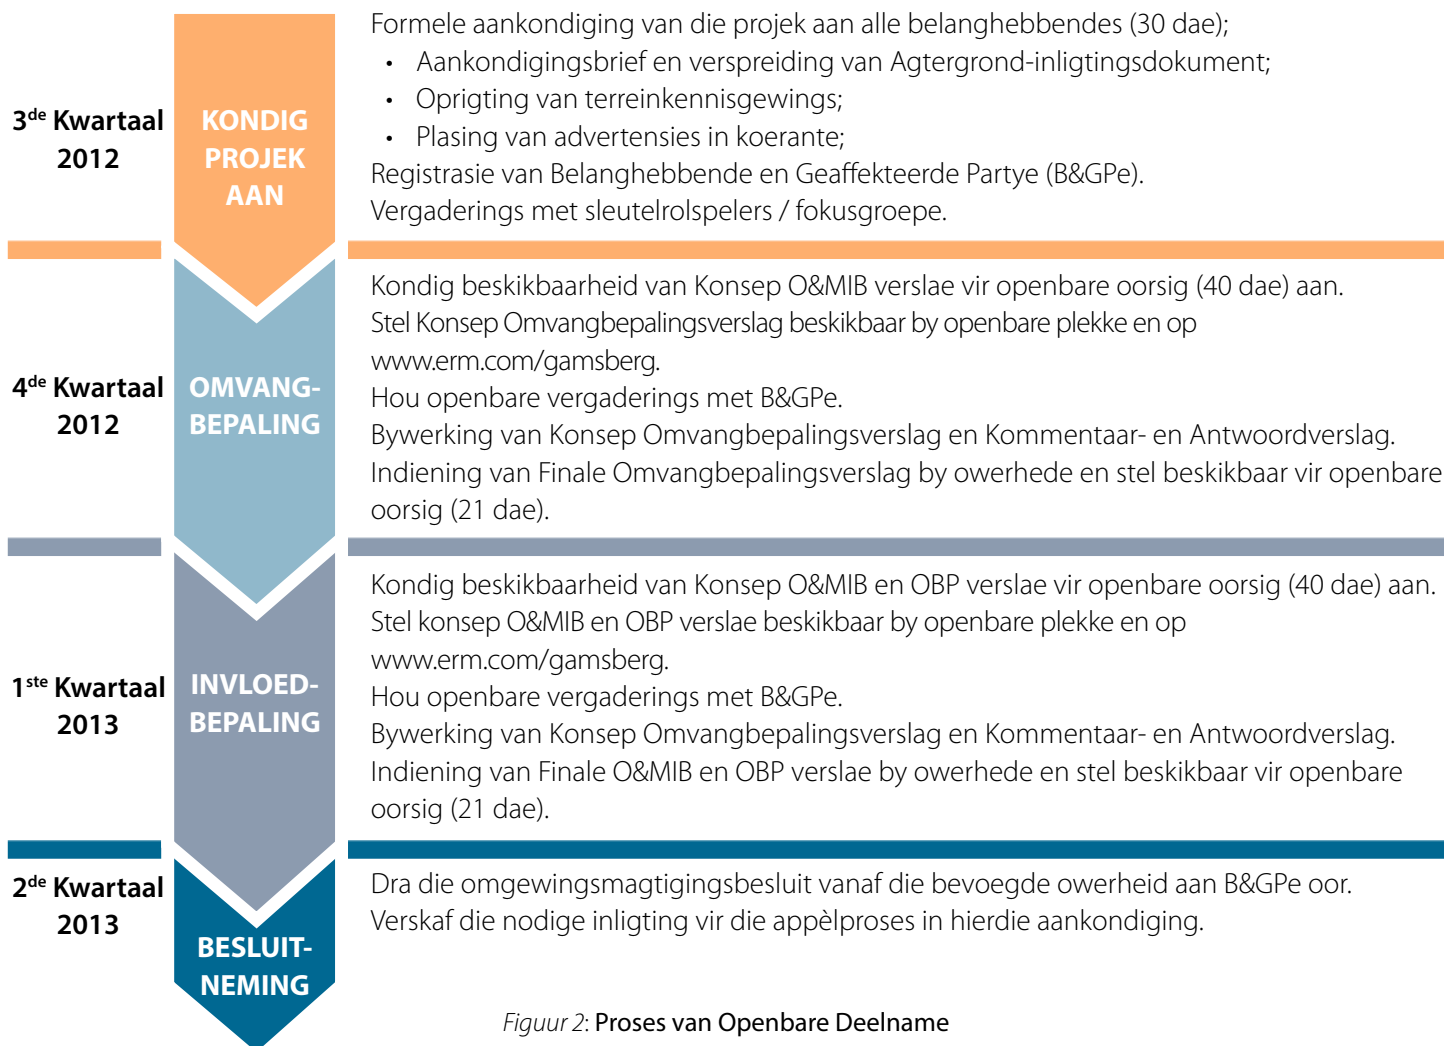 3de Kwartaal
2012
KONDIG
PROJEK
AAN
Formele aankondiging van die projek aan alle belanghebbendes (30 dae);
• Aankondigingsbrief en verspreiding van Agtergrond-inligtingsdokument;
• Oprigting van terreinkennisgewings;
• Plasing van advertensies in koerante;
Registrasie van Belanghebbende en Geaffekteerde Partye (B&GPe).
Vergaderings met sleutelrolspelers / fokusgroepe.
4de Kwartaal
2012
OMVANG-
BEPALING
Kondig beskikbaarheid van Konsep O&MIB verslae vir openbare oorsig (40 dae) aan.
Stel Konsep Omvangbepalingsverslag beskikbaar by openbare plekke en op
www.erm.com/gamsberg.
Hou openbare vergaderings met B&GPe.
Bywerking van Konsep Omvangbepalingsverslag en Kommentaar- en Antwoordverslag.
Indiening van Finale Omvangbepalingsverslag by owerhede en stel beskikbaar vir openbare
oorsig (21 dae).
1ste Kwartaal
2013
INVLOED-
BEPALING
Kondig beskikbaarheid van Konsep O&MIB en OBP verslae vir openbare oorsig (40 dae) aan.
Stel konsep O&MIB en OBP verslae beskikbaar by openbare plekke en op
www.erm.com/gamsberg.
Hou openbare vergaderings met B&GPe.
Bywerking van Konsep Omvangbepalingsverslag en Kommentaar- en Antwoordverslag.
Indiening van Finale O&MIB en OBP verslae by owerhede en stel beskikbaar vir openbare
oorsig (21 dae).
2de Kwartaal
2013
BESLUIT-
NEMING
Dra die omgewingsmagtigingsbesluit vanaf die bevoegde owerheid aan B&GPe oor.
Verskaf die nodige inligting vir die appèlproses in hierdie aankondiging.
Figuur 2: Proses van Openbare Deelname